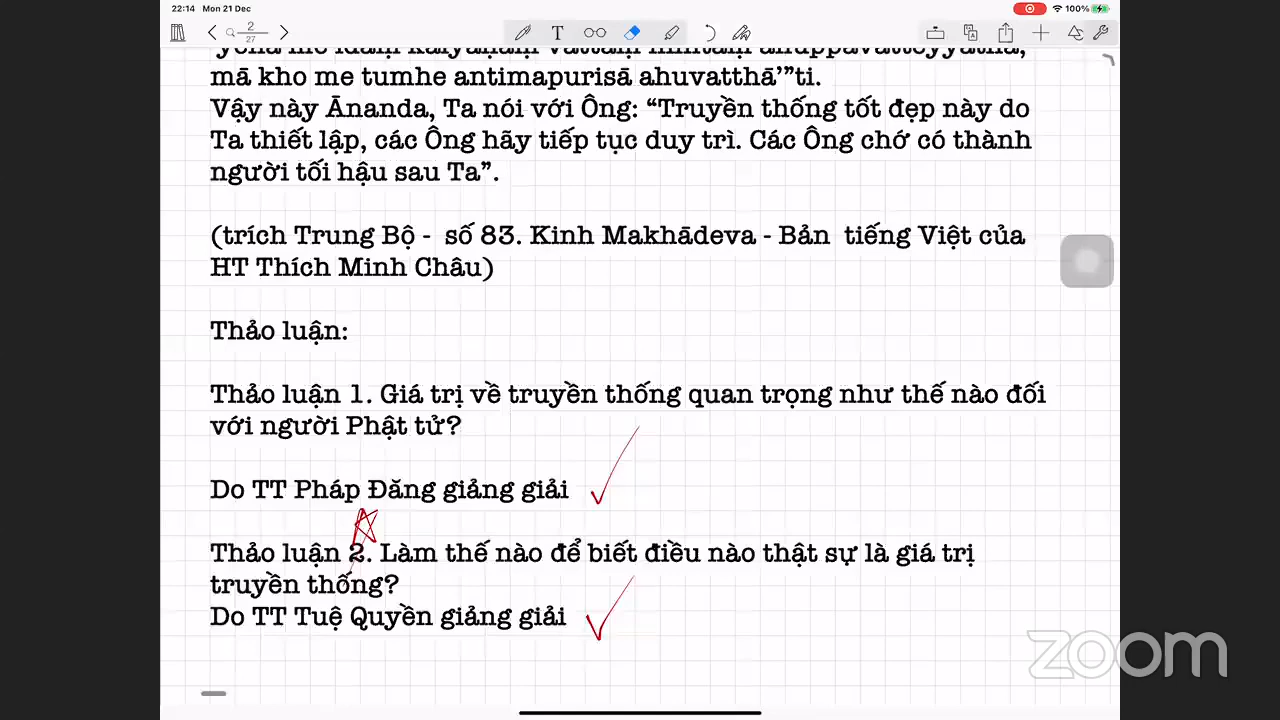 22:14 Mon 21 Dec
100%
2
27
T
mā kho me tumhe antimapurisā ahuvatthā’”ti.
Vậy này Ānanda, Ta nói với Ông: “Truyền thống tốt đẹp này do
Ta thiết lập, các Ông hãy tiếp tục duy trì. Các Ông chớ có thành
người tối hậu sau Ta”.
(trích Trung Bộ - số 83. Kinh Makhādeva - Bản tiếng Việt của
HT Thích Minh Châu)
Thảo luận:
Thảo luận 1. Giá trị về truyền thống quan trọng như thế nào đối
với người Phật tử?
Do TT Pháp Đăng giảng giải
Thảo luận 2. Làm thế nào để biết điều nào thật sự là giá trị
truyền thống?
Do TT Tuệ Quyền giảng giải
zoom